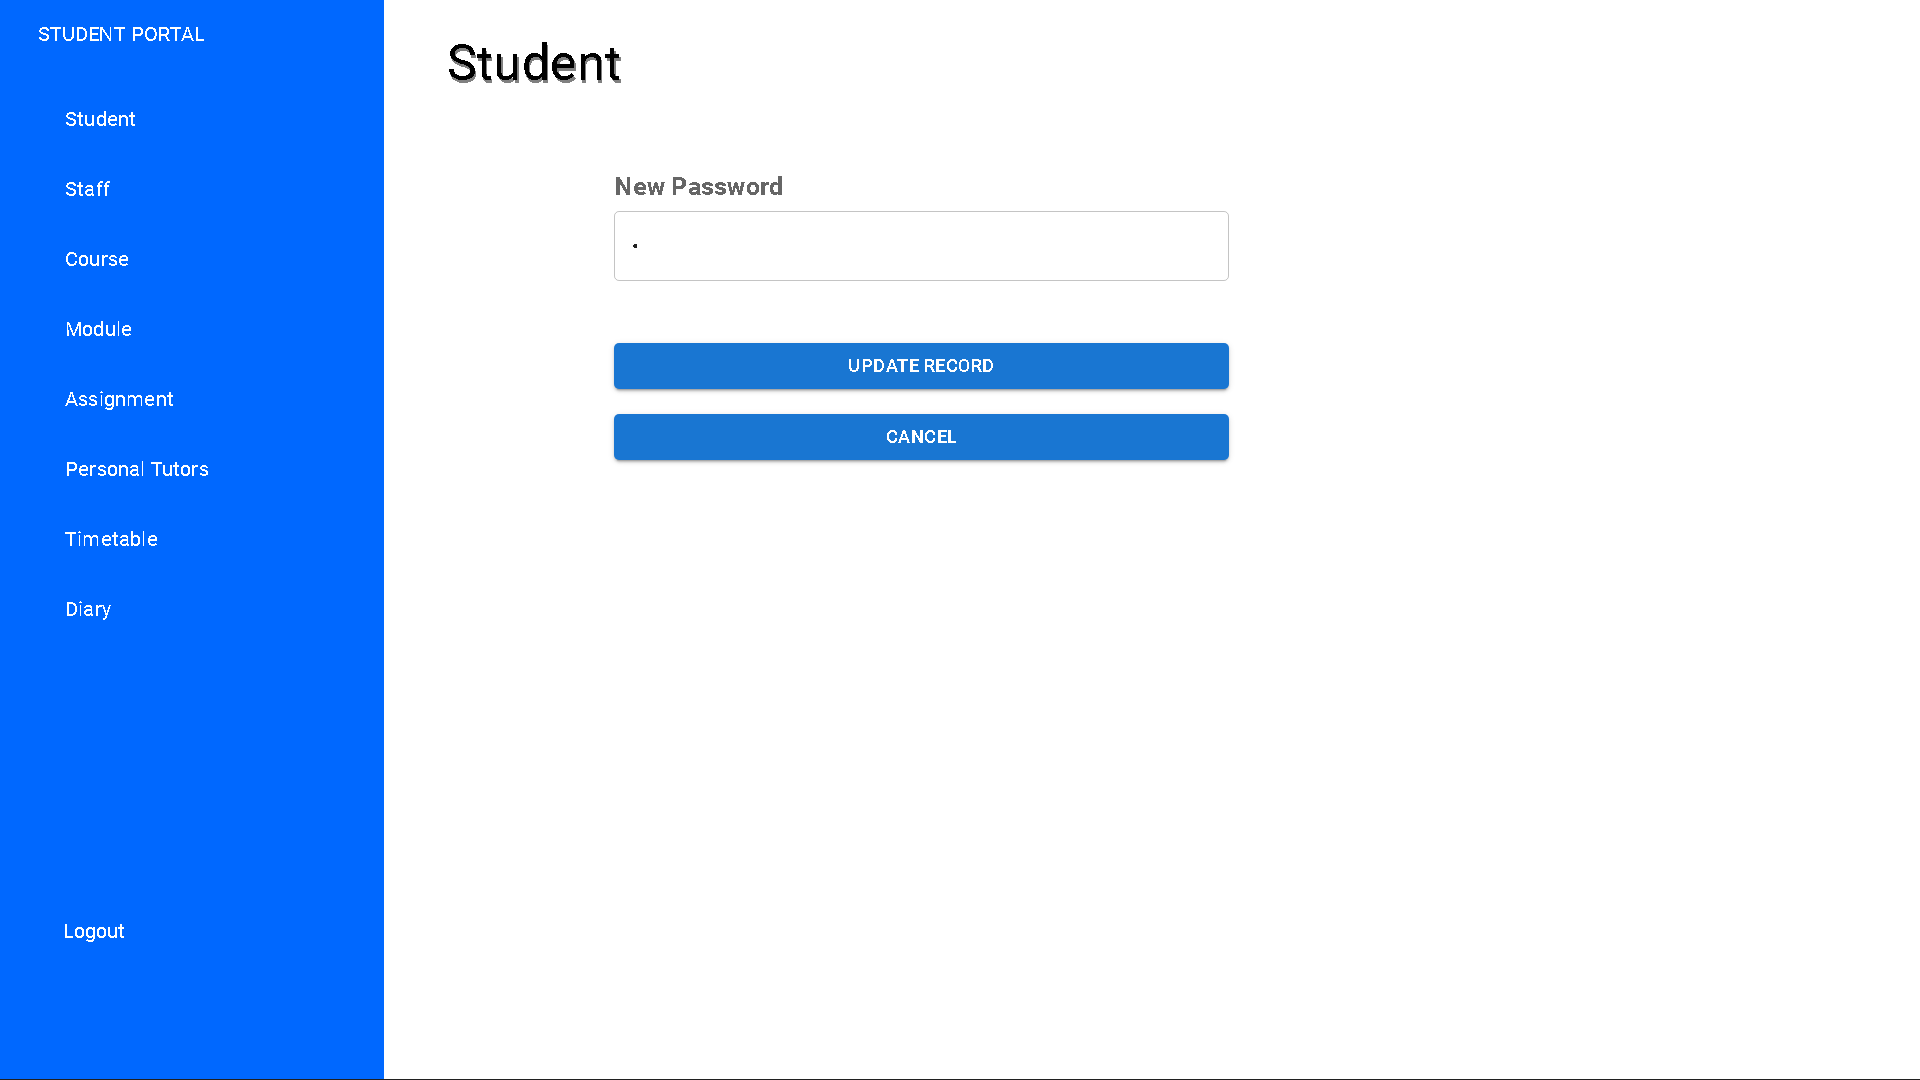 STUDENT PORTAL
Student
Staff
Course
Module
Assignment
Personal Tutors
Timetable
Diary
Logout
Student
New Password
•
UPDATE RECORD
CANCEL